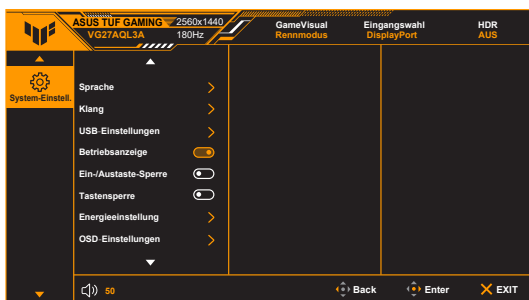 ASUS TUF GAMING 2560x1440
VG27AQL3A 180Hz
GameVisual
Rennmodus
Eingangswahl
DisplayPort
HDR
AUS
System-Einstell.
Sprache
Klang
USB-Einstellungen
Betriebsanzeige
Ein-/Austaste-Sperre
Tastensperre
Energieeinstellung
OSD-Einstellungen
50
Back
Enter
EXIT